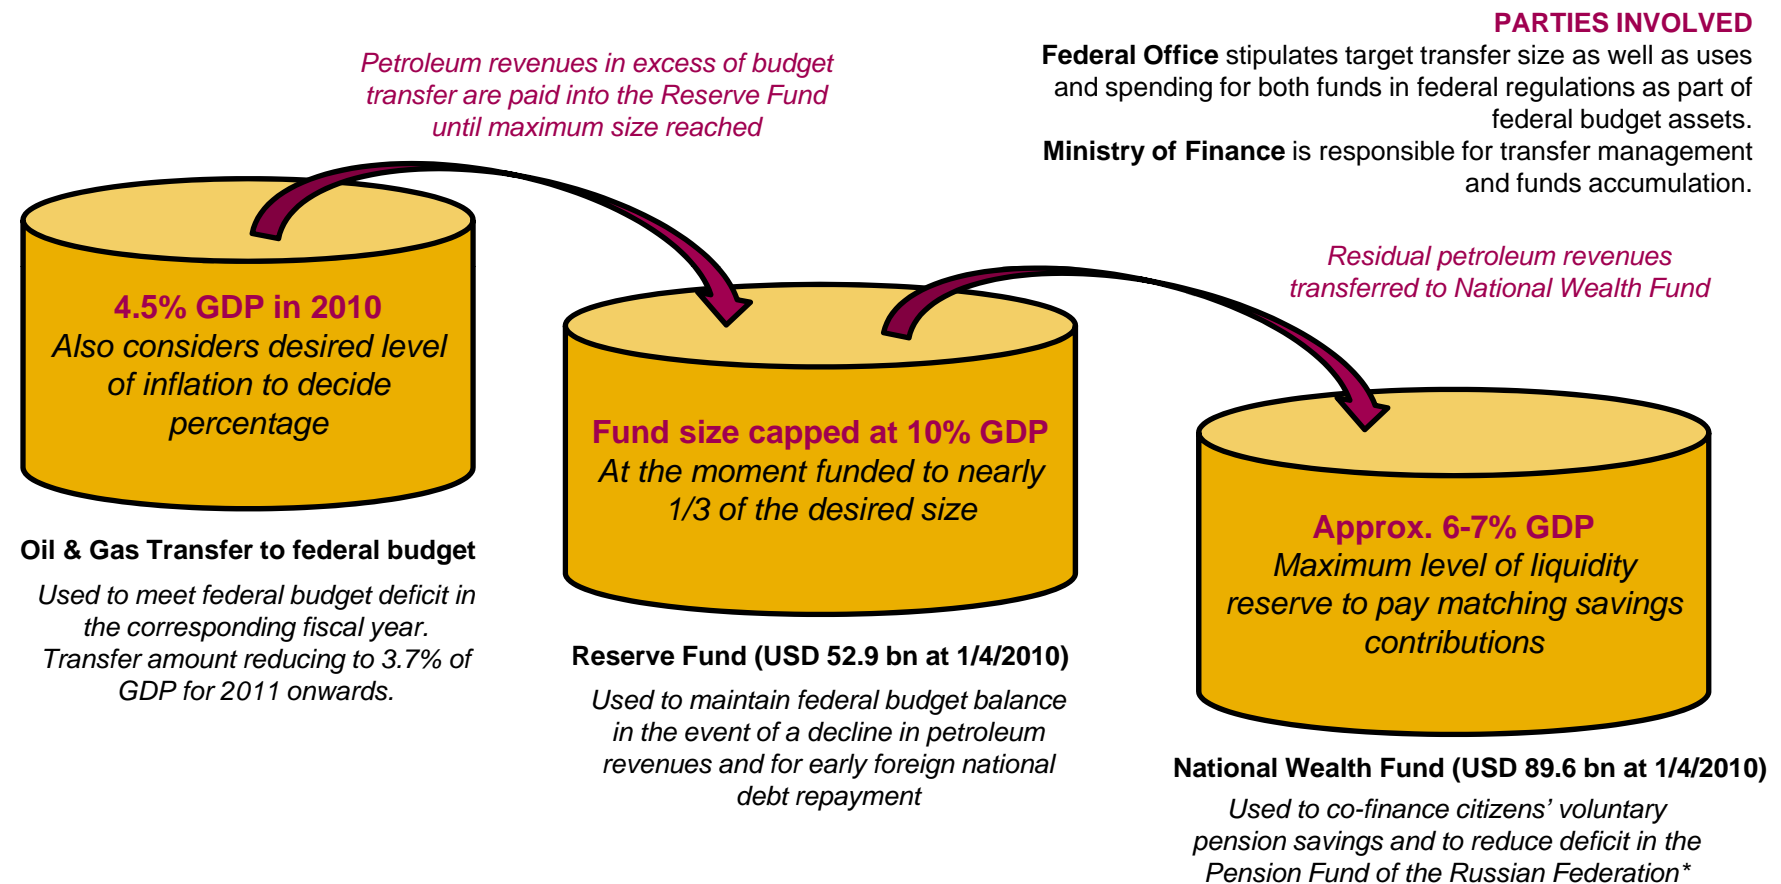 PARTIES INVOLVED
Federal Office stipulates target transfer size as well as uses
and spending for both funds in federal regulations as part of
federal budget assets.
Ministry of Finance is responsible for transfer management
and funds accumulation.
Petroleum revenues in excess of budget
transfer are paid into the Reserve Fund
until maximum size reached
Residual petroleum revenues
transferred to National Wealth Fund
4.5% GDP in 2010
Also considers desired level
of inflation to decide
percentage
Oil & Gas Transfer to federal budget
Used to meet federal budget deficit in
the corresponding fiscal year.
Transfer amount reducing to 3.7% of
GDP for 2011 onwards.
Fund size capped at 10% GDP
At the moment funded to nearly
1/3 of the desired size
Reserve Fund (USD 52.9 bn at 1/4/2010)
Used to maintain federal budget balance
in the event of a decline in petroleum
revenues and for early foreign national
debt repayment
Approx. 6-7% GDP
Maximum level of liquidity
reserve to pay matching savings
contributions
National Wealth Fund (USD 89.6 bn at 1/4/2010)
Used to co-finance citizens’ voluntary
pension savings and to reduce deficit in the
Pension Fund of the Russian Federation*